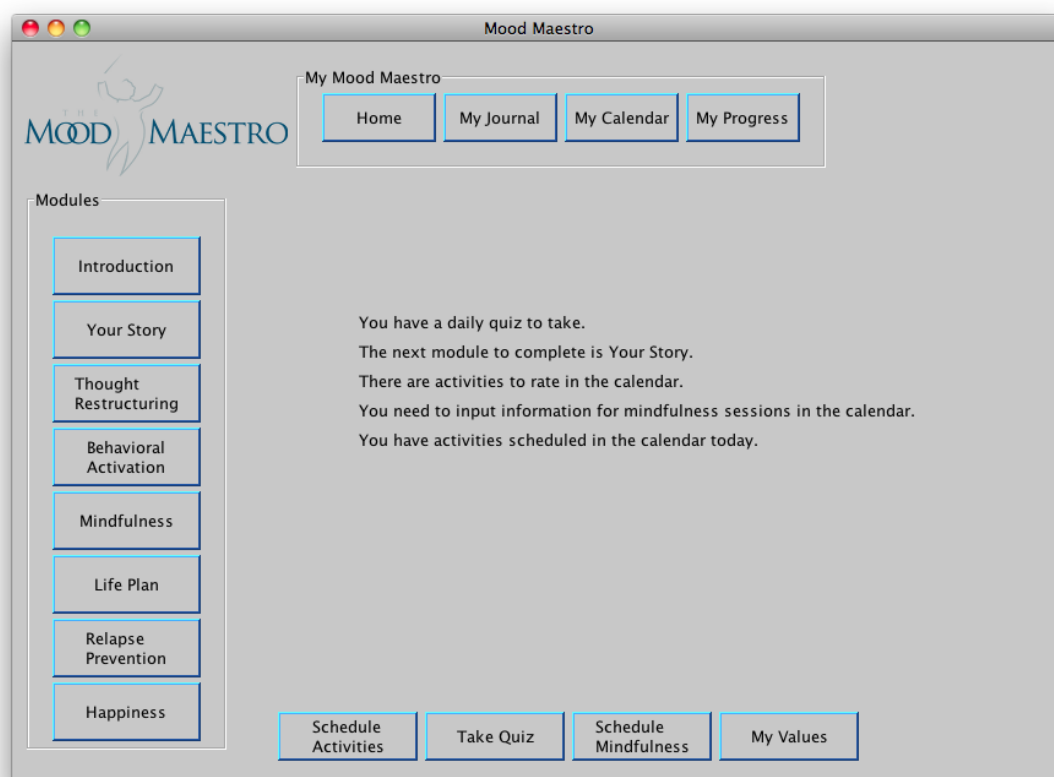 Mood Maestro
THE
MOOD MAESTRO
My Mood Maestro
Home
My Journal
My Calendar
My Progress
Modules
Introduction
Your Story
Thought
Restructuring
Behavioral
Activation
Mindfulness
Life Plan
Relapse
Prevention
Happiness
You have a daily quiz to take.
The next module to complete is Your Story.
There are activities to rate in the calendar.
You need to input information for mindfulness sessions in the calendar.
You have activities scheduled in the calendar today.
Schedule
Activities
Take Quiz
Schedule
Mindfulness
My Values